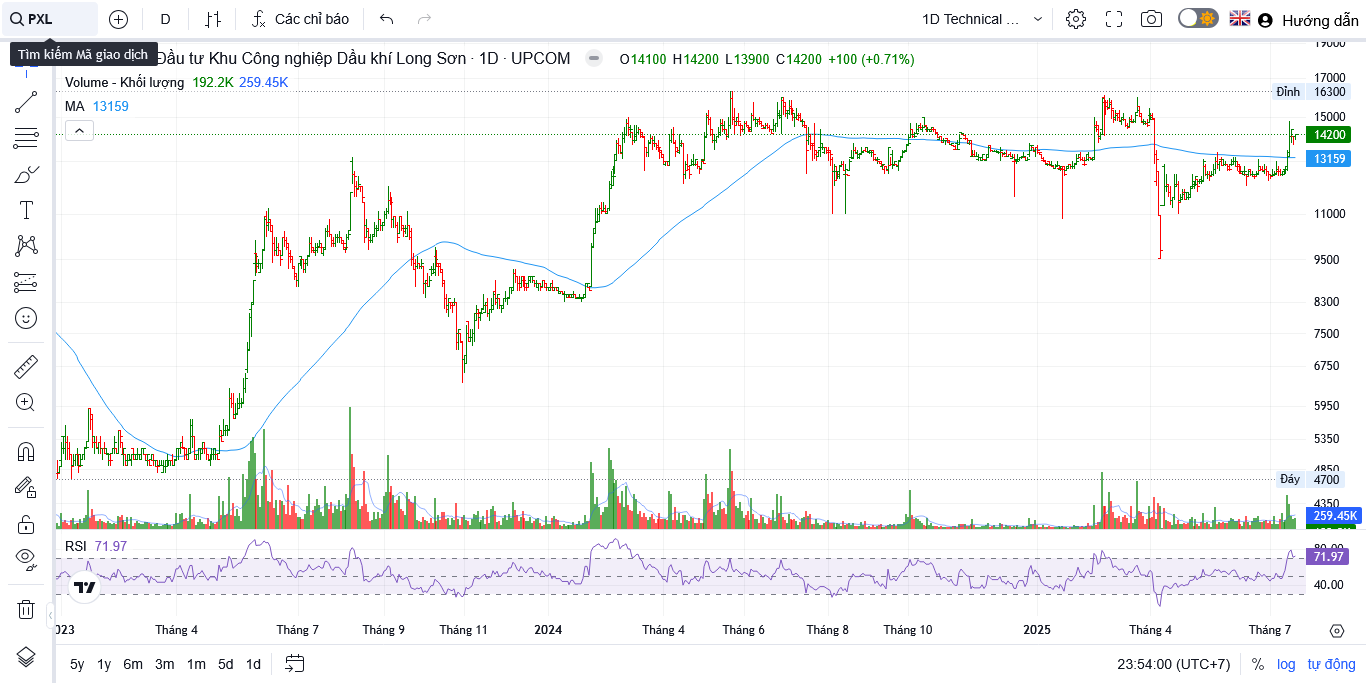 PXL
D
Các chỉ báo
1D Technical ...
Hướng dẫn
Tìm kiếm Mã giao dịch
Đầu tư Khu Công nghiệp Dầu khí Long Sơn · 1D · UPCOM
O14100 H14200 L13900 C14200 +100 (+0.71%)
Volume - Khối lượng 192.2K 259.45K
MA 13159
19000
17000
Đỉnh 16300
15000
14200
13159
11000
9500
8300
7500
6750
5950
5350
4850
Đáy 4700
4350
259.45K
RSI 71.97
80.00
71.97
40.00
023 Tháng 4 Tháng 7 Tháng 9 Tháng 11 2024 Tháng 4 Tháng 6 Tháng 8 Tháng 10 2025 Tháng 4 Tháng 7
5y 1y 6m 3m 1m 5d 1d
23:54:00 (UTC+7) % log tự động